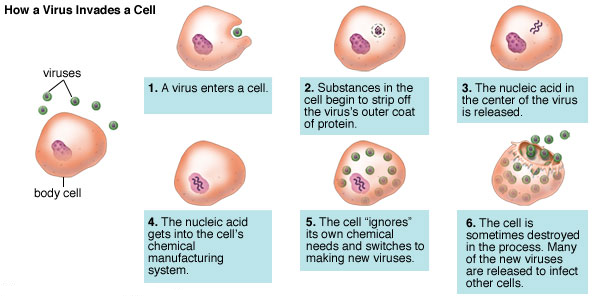 How a Virus Invades a Cell
viruses
body cell
1. A virus enters a cell.
2. Substances in the
cell begin to strip off
the virus's outer coat
of protein.
3. The nucleic acid in
the center of the virus
is released.
4. The nucleic acid
gets into the cell's
chemical
manufacturing
system.
5. The cell “ignores”
its own chemical
needs and switches to
making new viruses.
6. The cell is
sometimes destroyed
in the process. Many
of the new viruses
are released to infect
other cells.